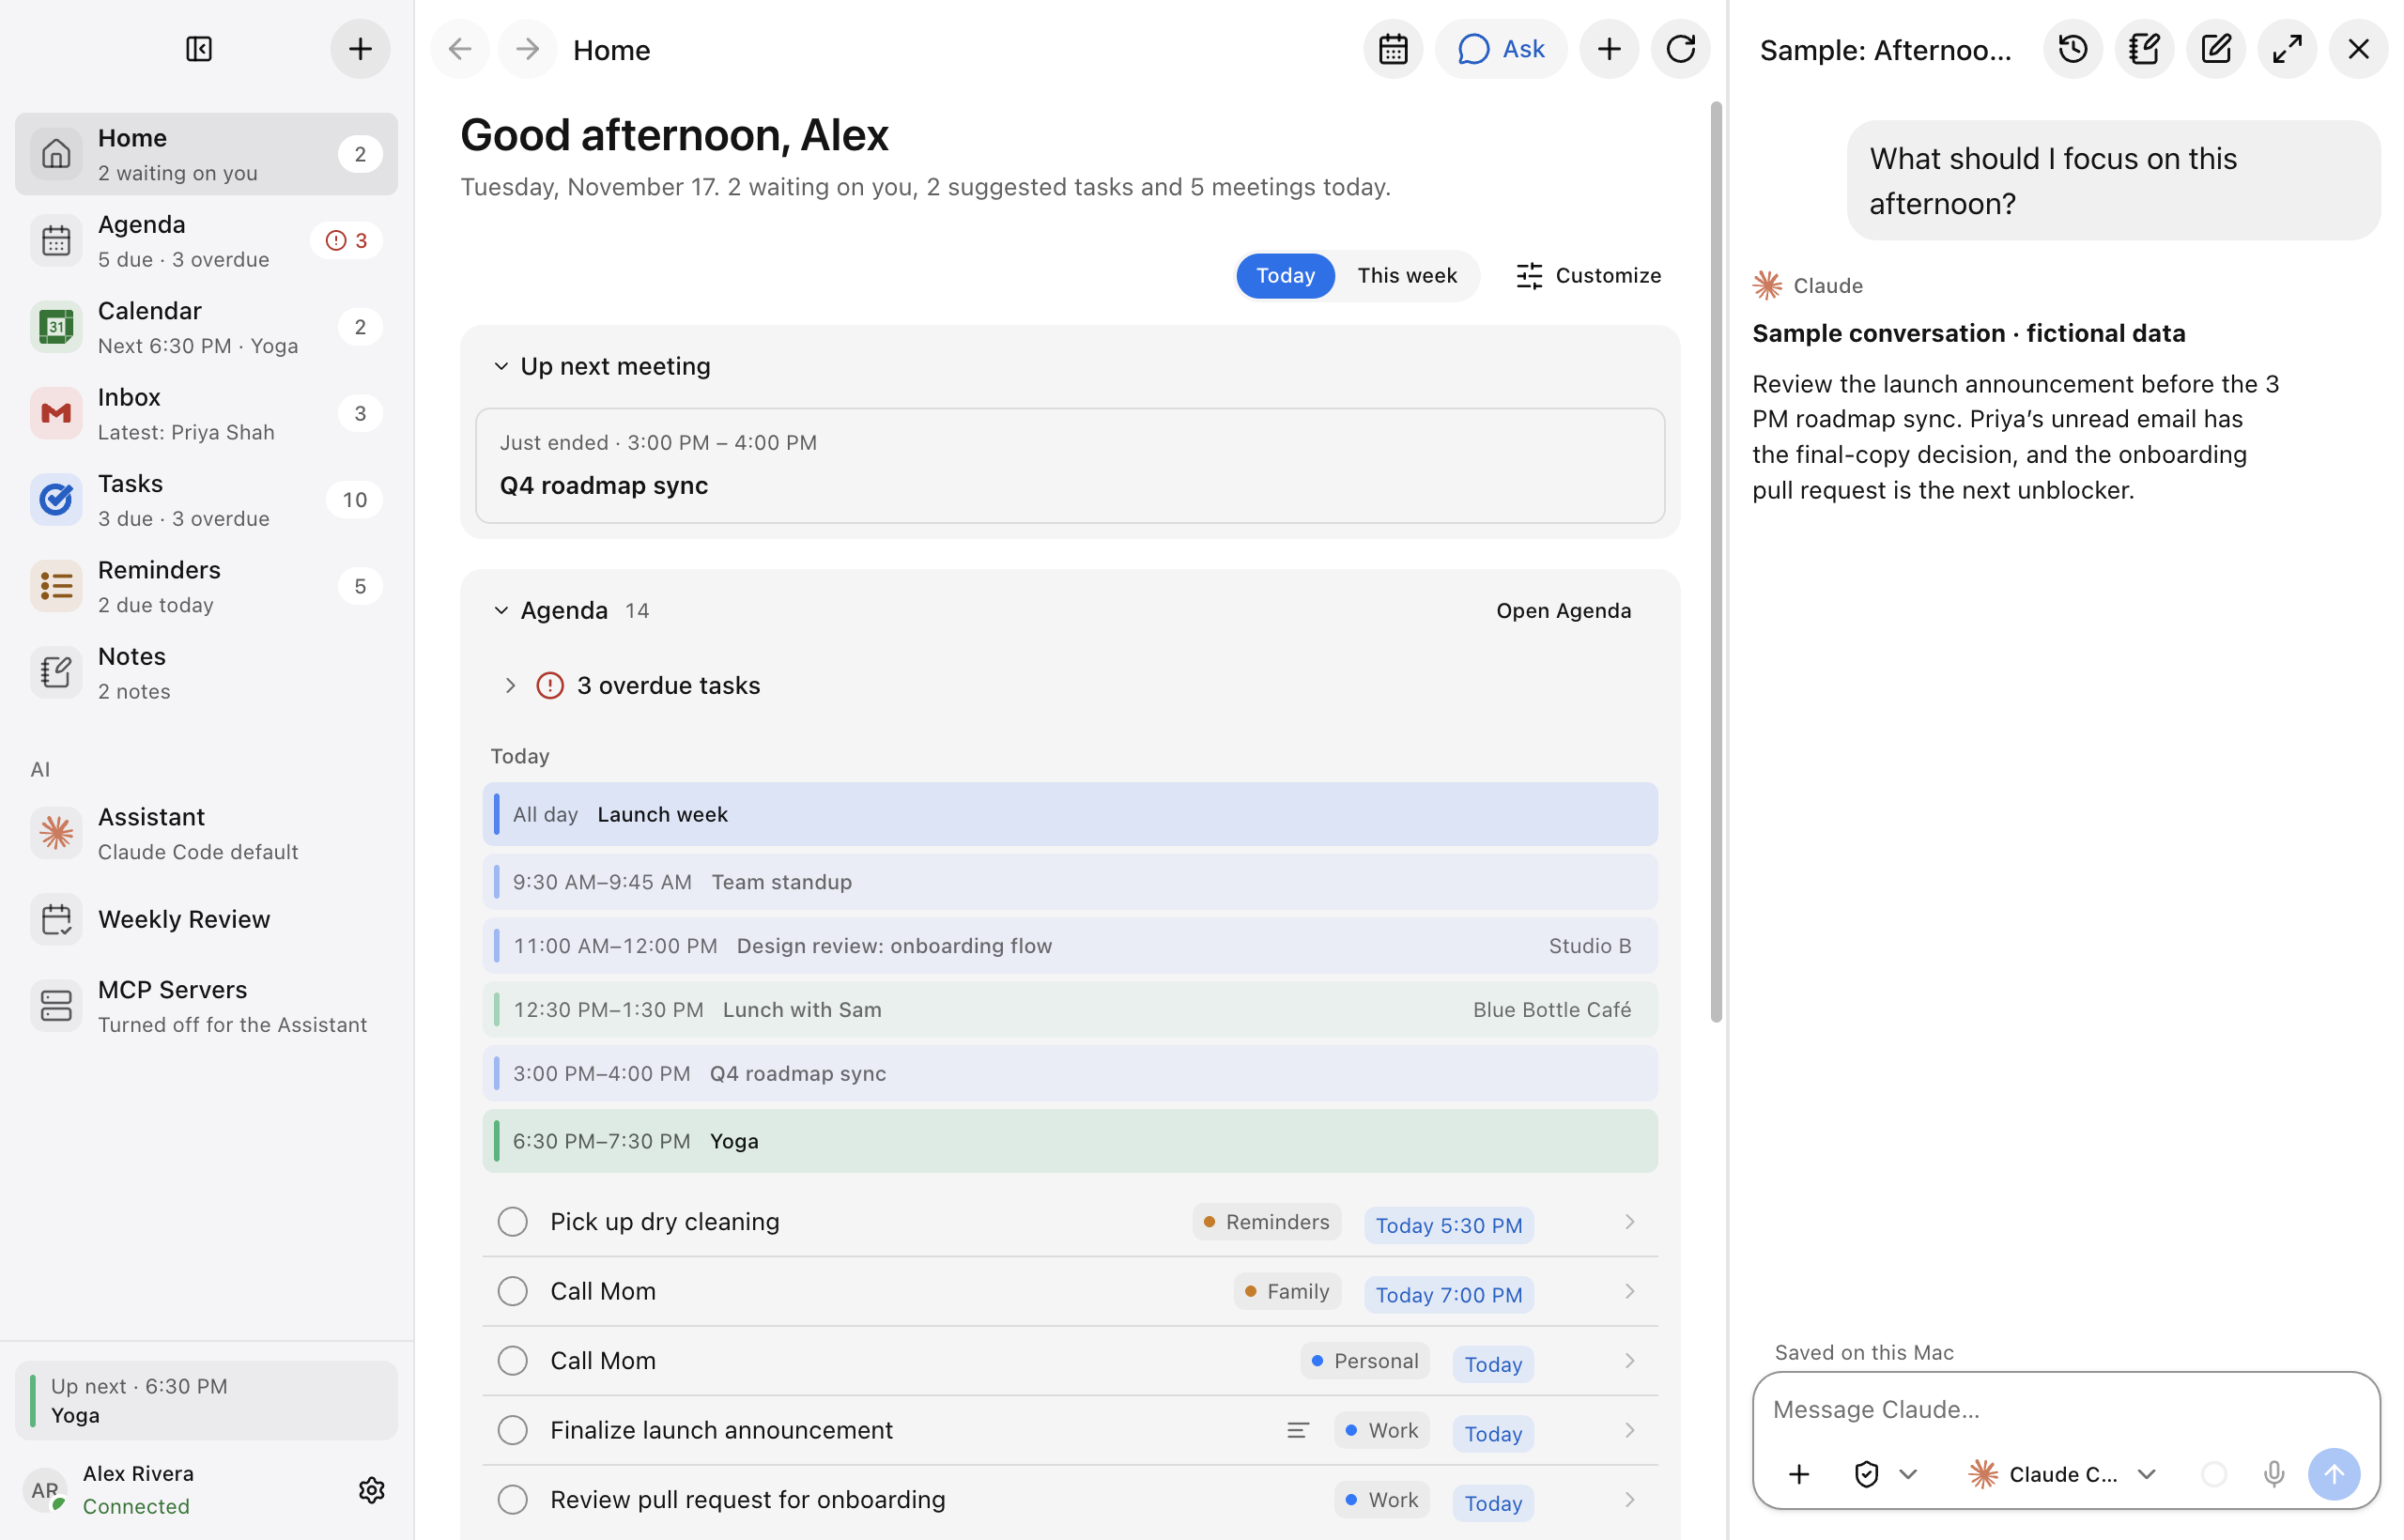 Home
2 waiting on you
2
Agenda
5 due · 3 overdue
3
31
Calendar
Next 6:30 PM · Yoga
2
Inbox
Latest: Priya Shah
3
Tasks
3 due · 3 overdue
10
Reminders
2 due today
5
Notes
2 notes
AI
Assistant
Claude Code default
Weekly Review
MCP Servers
Turned off for the Assistant
Up next · 6:30 PM
Yoga
AR
Alex Rivera
Connected
Home
Ask
Good afternoon, Alex
Tuesday, November 17. 2 waiting on you, 2 suggested tasks and 5 meetings today.
Today
This week
Customize
Up next meeting
Just ended · 3:00 PM – 4:00 PM
Q4 roadmap sync
Agenda 14
Open Agenda
3 overdue tasks
Today
All day Launch week
9:30 AM–9:45 AM Team standup
11:00 AM–12:00 PM Design review: onboarding flow Studio B
12:30 PM–1:30 PM Lunch with Sam Blue Bottle Café
3:00 PM–4:00 PM Q4 roadmap sync
6:30 PM–7:30 PM Yoga
Pick up dry cleaning Reminders Today 5:30 PM
Call Mom Family Today 7:00 PM
Call Mom Personal Today
Finalize launch announcement Work Today
Review pull request for onboarding Work Today
Sample: Afternoo...
What should I focus on this
afternoon?
Claude
Sample conversation · fictional data
Review the launch announcement before the 3
PM roadmap sync. Priya’s unread email has
the final-copy decision, and the onboarding
pull request is the next unblocker.
Saved on this Mac
Message Claude...
Claude C...